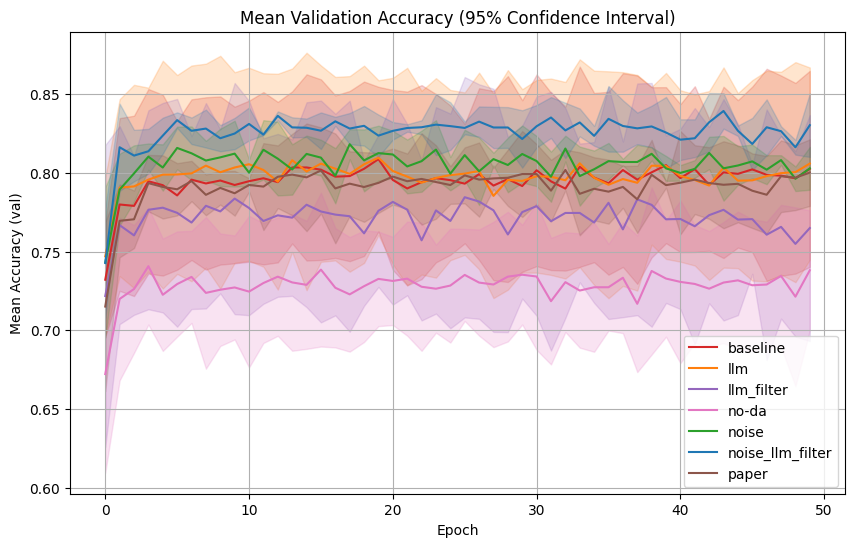 Mean Validation Accuracy (95% Confidence Interval)
Mean Accuracy (val)
0.85
0.80
0.75
0.70
0.65
0.60
0
10
20
30
40
50
Epoch
baseline
llm
llm_filter
no-da
noise
noise_llm_filter
paper